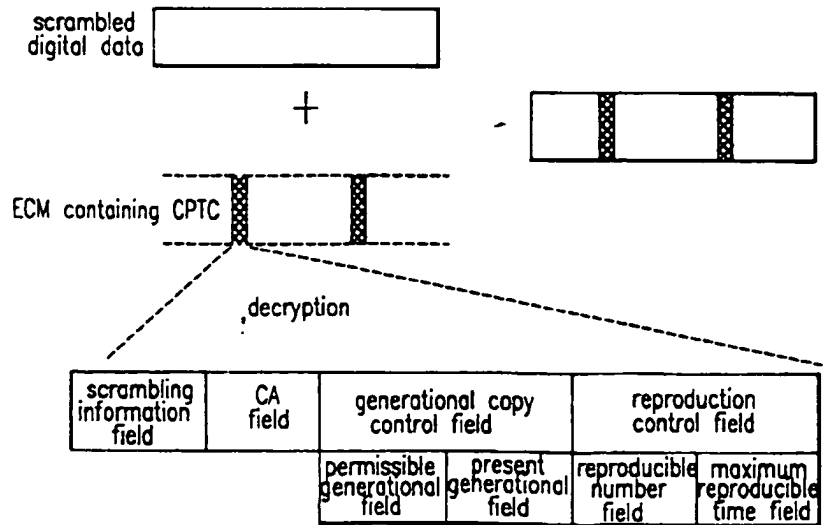 scrambled
digital data
+
ECM containing CPTC
decryption
scrambling
information
field
CA
field
generational copy
control field
reproduction
control field
permissible
generational field
present
generational field
reproducible
number
field
maximum
reproducible
time field